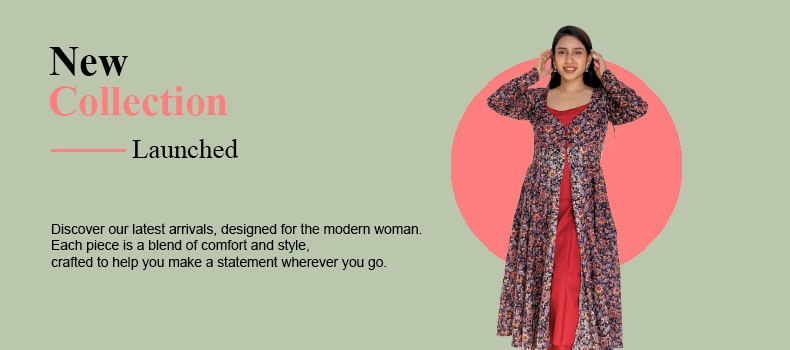 New
Collection
Launched
Discover our latest arrivals, designed for the modern woman.
Each piece is a blend of comfort and style,
crafted to help you make a statement wherever you go.